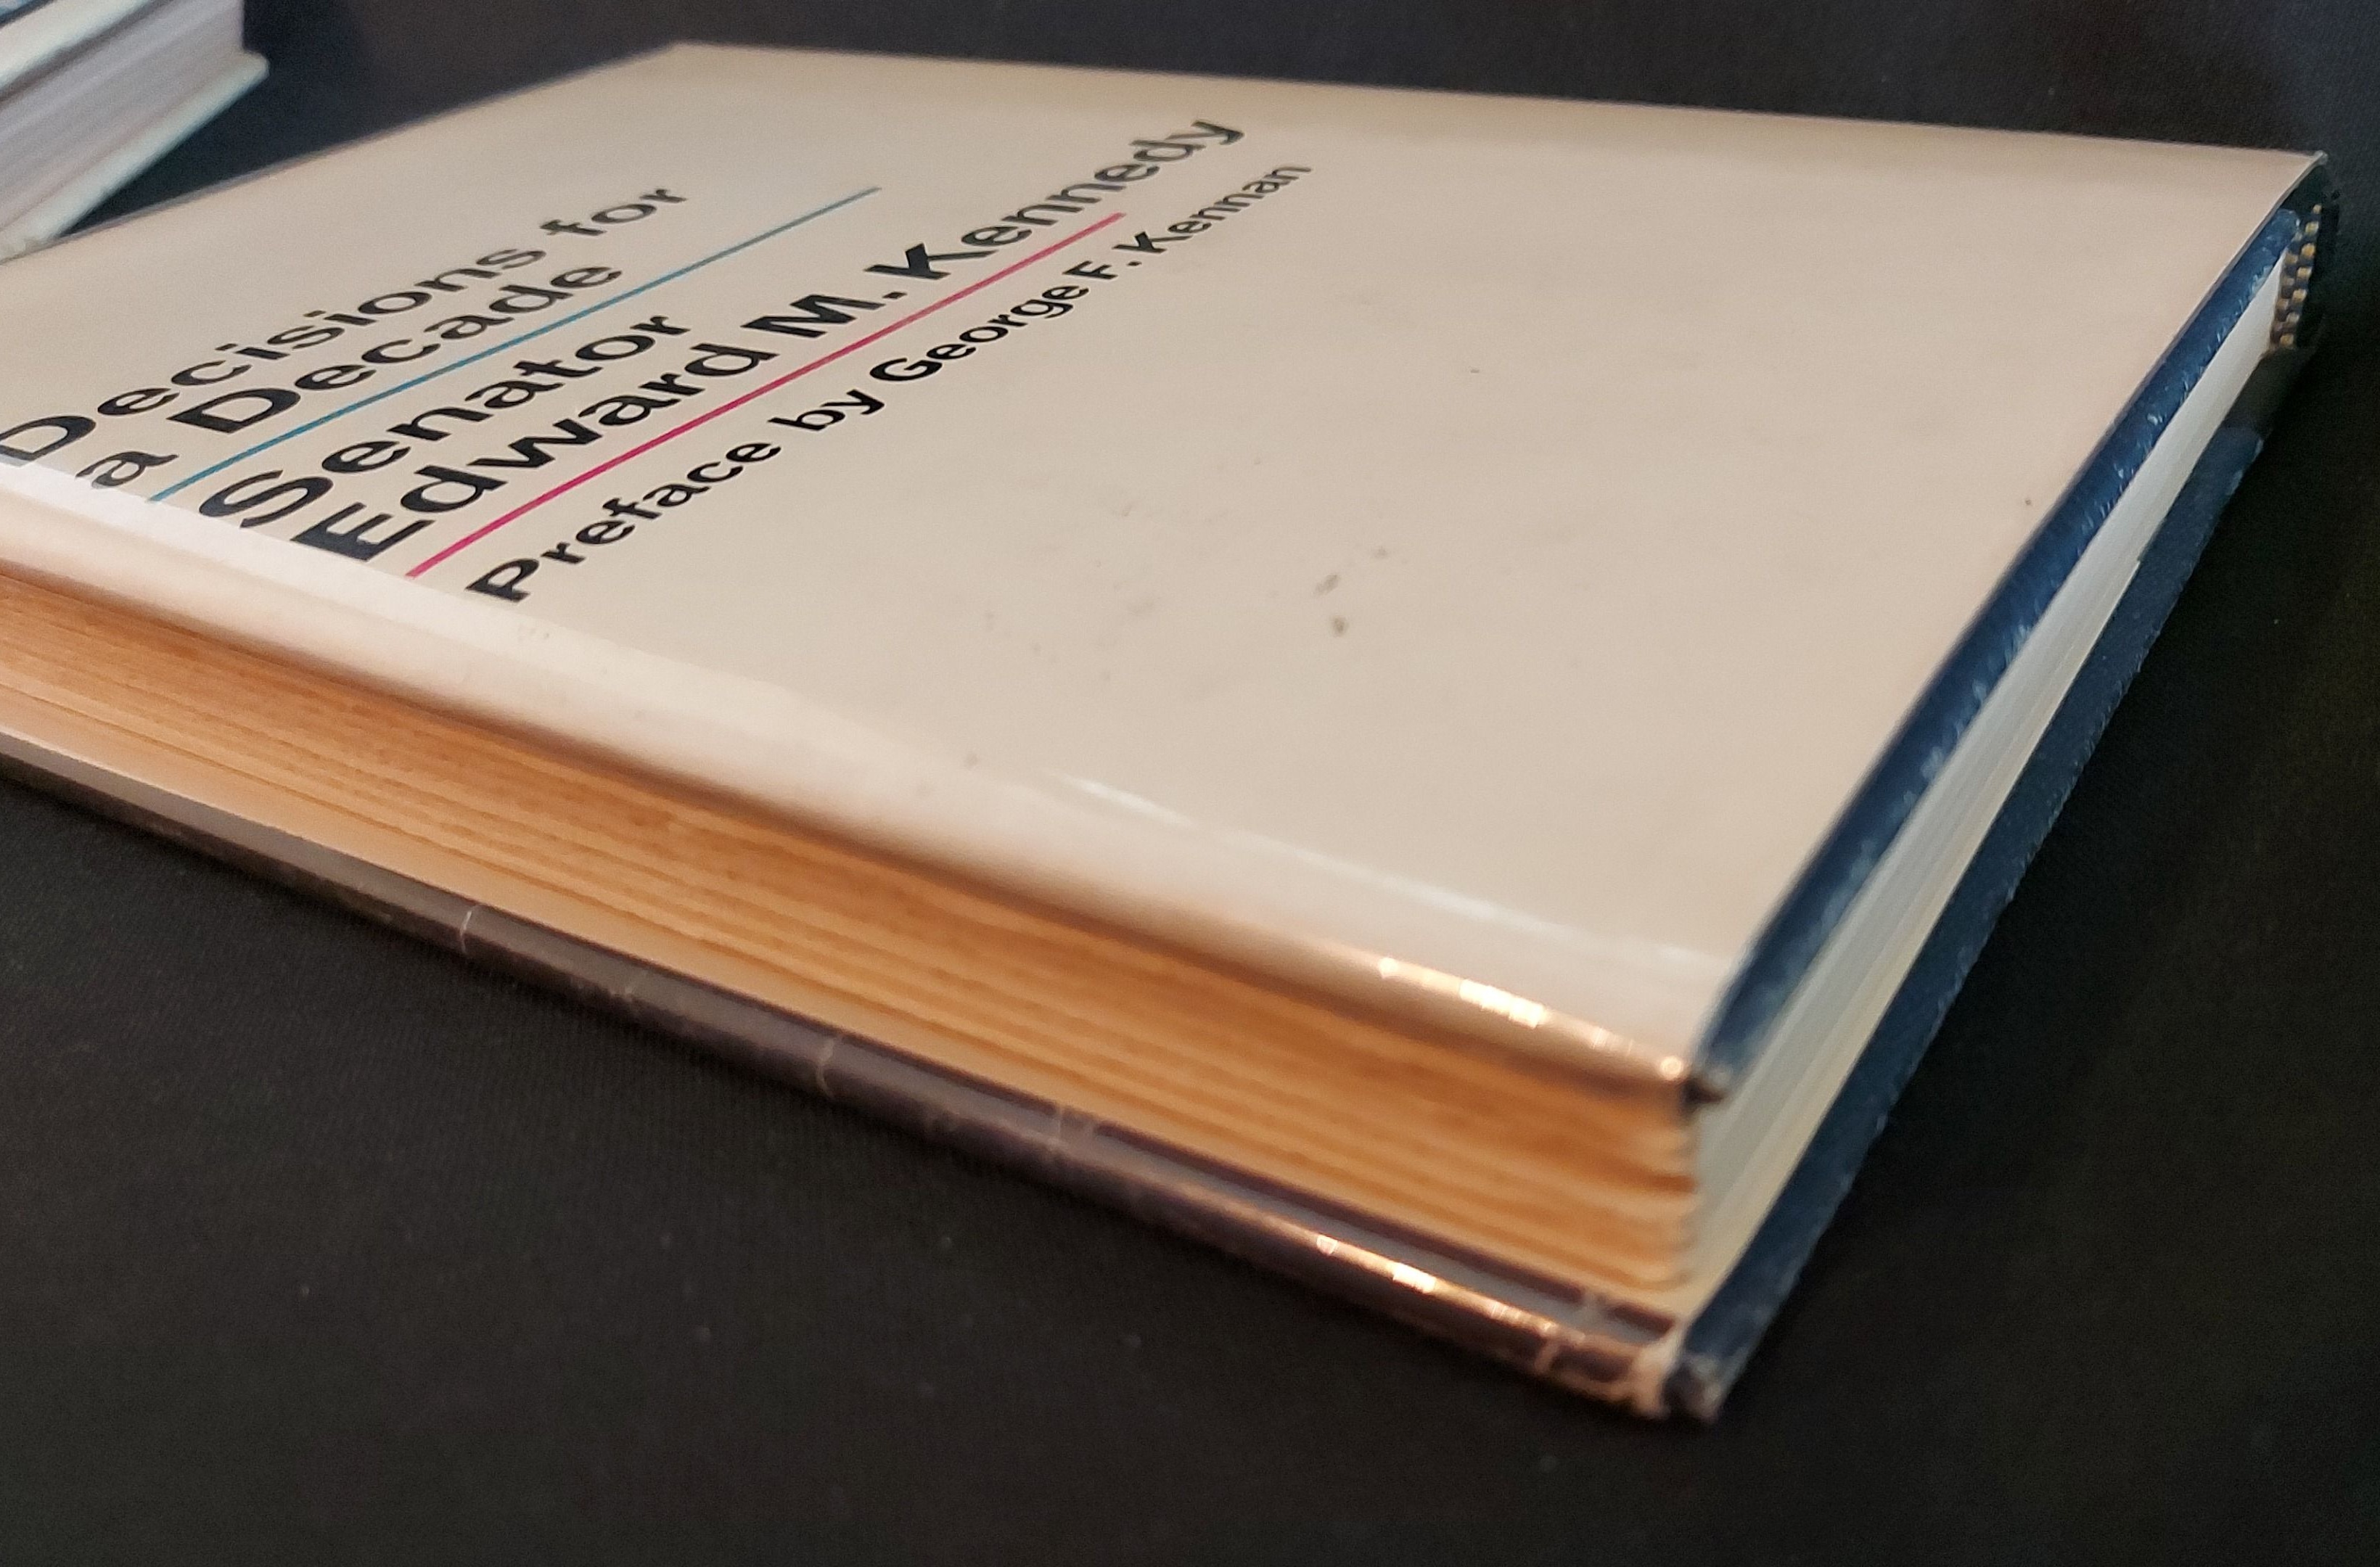 Decisions for
a Decade
Senator
Edward M. Kennedy
Preface by George F. Kennan